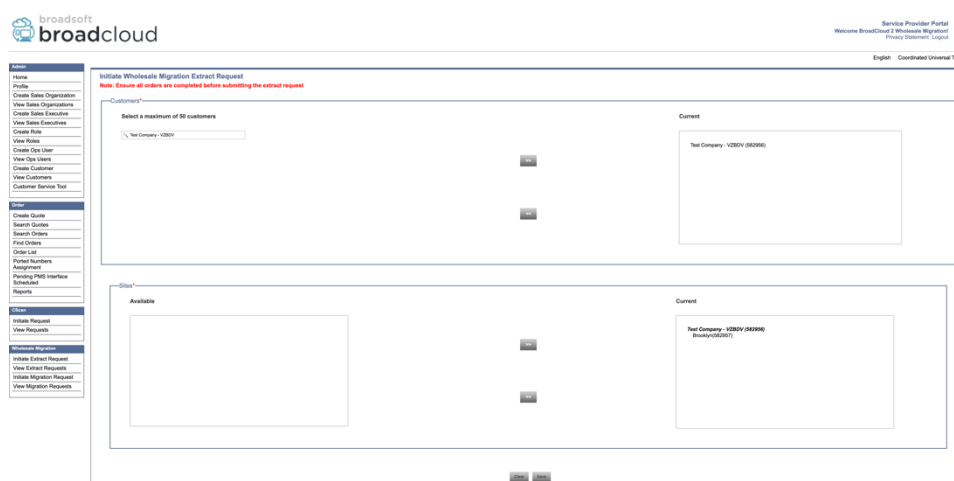 broadsoft
broadcloud
Service Provider Portal
Welcome BroadCloud 2 Wholesale Migration!
Privacy Statement Logout
English Coordinated Universal T
Admin
Home
Profile
Create Sales Organization
View Sales Organizations
Create Sales Executive
View Sales Executives
Create Role
View Roles
Create Ops User
View Ops Users
Create Customer
View Customers
Customer Service Tool
Order
Create Quote
Search Quotes
Search Orders
Find Orders
Order List
Ported Numbers
Assignment
Pending PMS Interface
Scheduled
Reports
CScan
Initiate Request
View Requests
Wholesale Migration
Initiate Extract Request
View Extract Requests
Initiate Migration Request
View Migration Requests
Initiate Wholesale Migration Extract Request
Note: Ensure all orders are completed before submitting the extract request
Customers*
Select a maximum of 50 customers
Test Company - VZBDV
>>
<<
Current
Test Company - VZBDV (582956)
Sites*
Available
>>
<<
Current
Test Company - VZBDV (582956)
Brooklyn(582957)
Clear Save